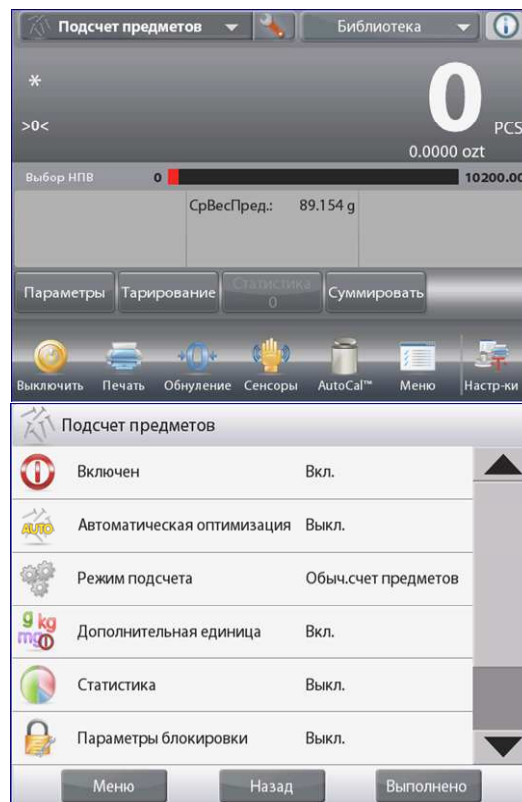 Подсчет предметов Библиотека
*
>0<
0
PCS
0.0000 ozt
Выбор НПВ 0 10200.00
СрВесПред.: 89.154 g
Параметры Тарирование Статистика Суммировать
0
Выключить Печать Обнуление Сенсоры AutoCal™ Меню Настр-ки
Подсчет предметов
Включен Вкл.
AUTO Автоматическая оптимизация Выкл.
Режим подсчета Обыч.счет предметов
g kg
mg Дополнительная единица Вкл.
Статистика Выкл.
Параметры блокировки Выкл.
Меню Назад Выполнено